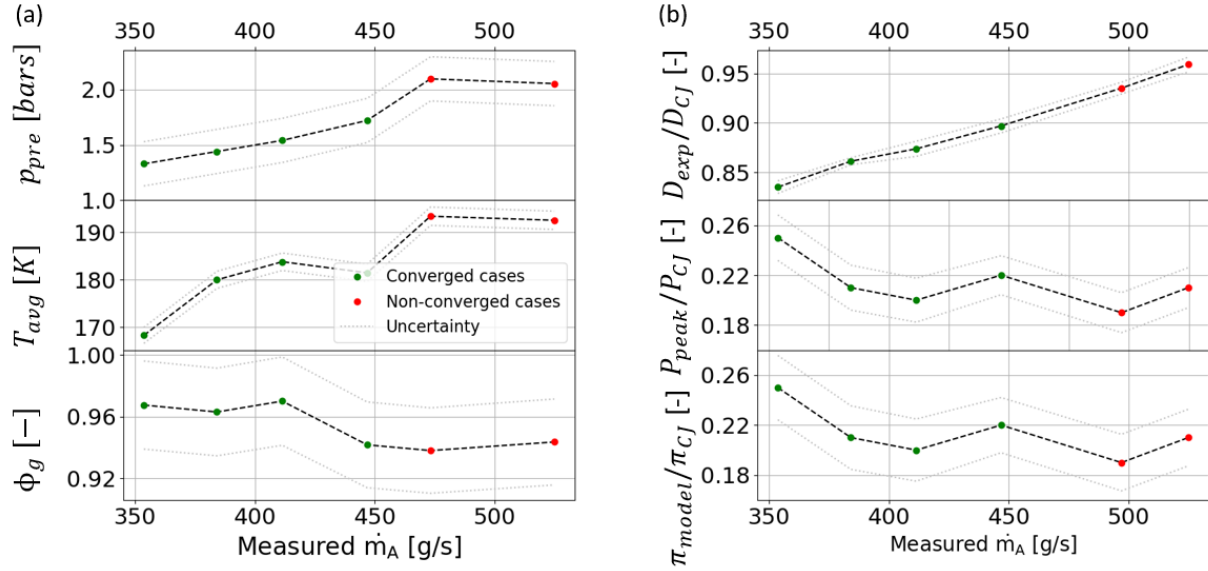 (a)
350 400 450 500
p_pre [bars]
2.0
1.5
1.0
T_avg [K]
190
180
170
Converged cases
Non-converged cases
Uncertainty
Φ_g [—]
1.00
0.96
0.92
350 400 450 500
Measured ṁ_A [g/s]
(b)
350 400 450 500
D_exp/D_CJ [-]
0.95
0.90
0.85
P_peak/P_CJ [-]
0.26
0.22
0.18
π_model/π_CJ [-]
0.26
0.22
0.18
350 400 450 500
Measured ṁ_A [g/s]